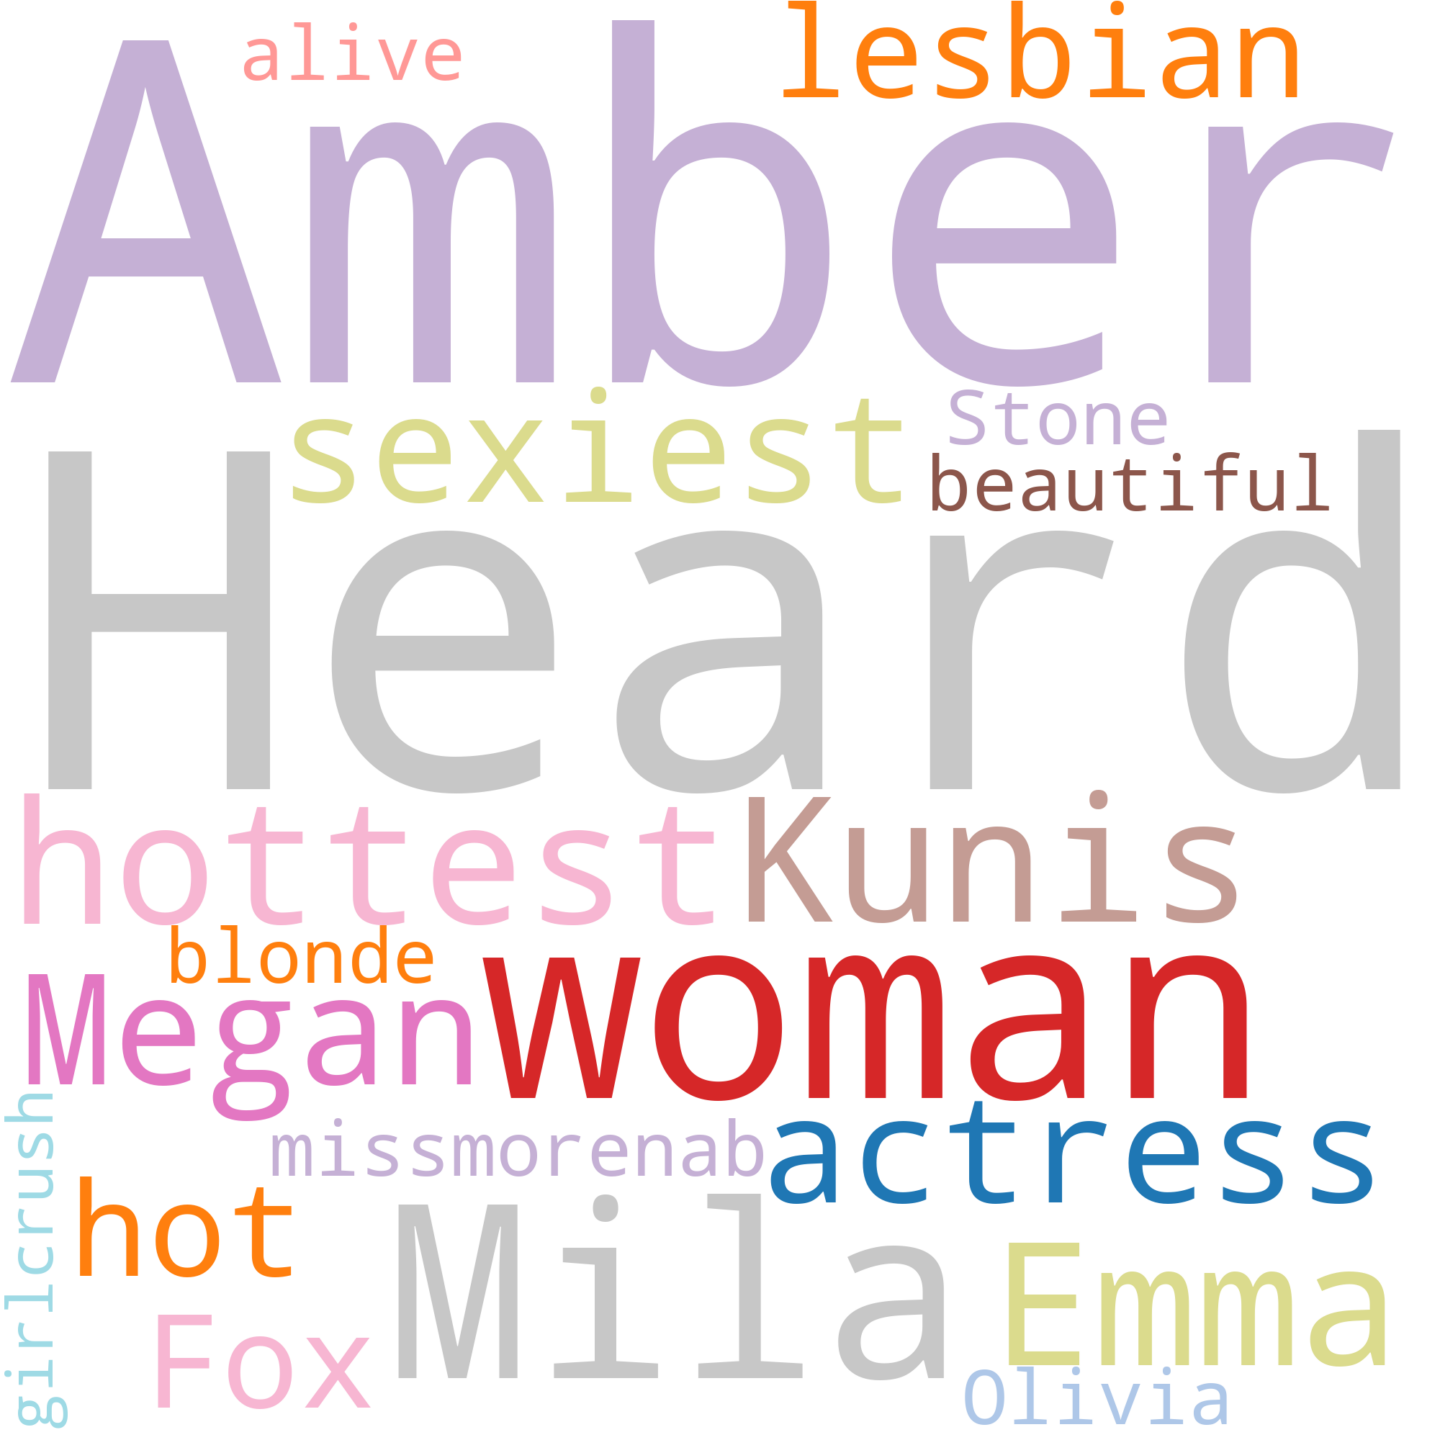 alive
lesbian
Amber
sexiest
Stone
beautiful
Heard
hottest
Kunis
blonde
Megan
woman
girlcrush
missmorenab
actress
hot
Mila
Emma
Fox
Olivia